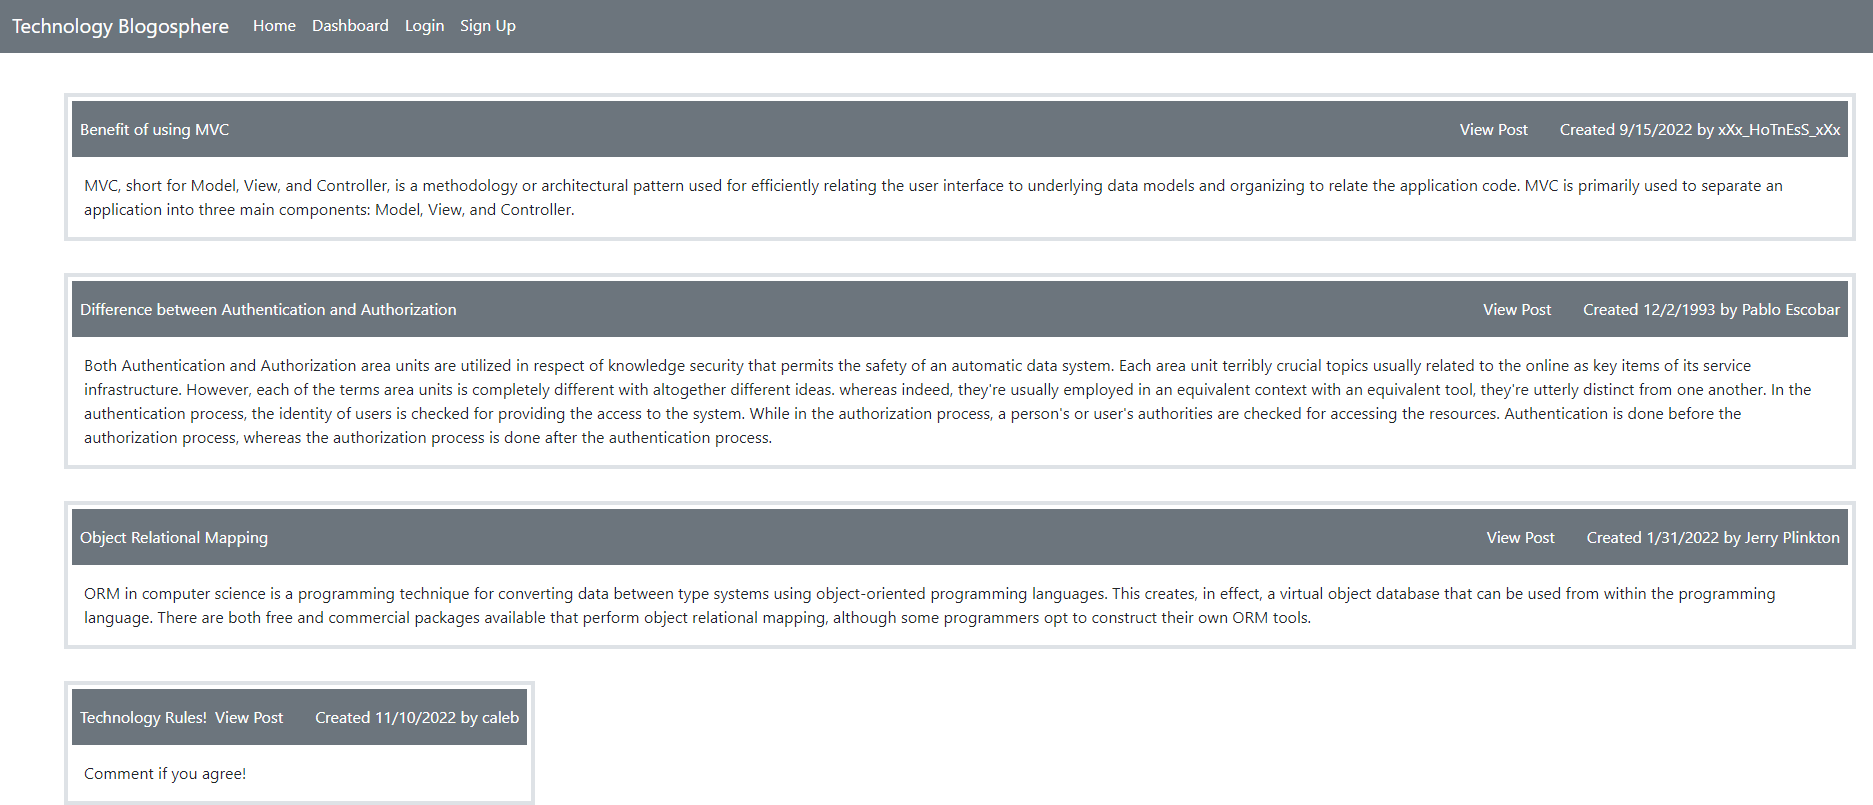 Technology Blogosphere Home Dashboard Login Sign Up
Benefit of using MVC View Post Created 9/15/2022 by xXx_HoTnEsS_xXx
MVC, short for Model, View, and Controller, is a methodology or architectural pattern used for efficiently relating the user interface to underlying data models and organizing to relate the application code. MVC is primarily used to separate an
application into three main components: Model, View, and Controller.
Difference between Authentication and Authorization View Post Created 12/2/1993 by Pablo Escobar
Both Authentication and Authorization area units are utilized in respect of knowledge security that permits the safety of an automatic data system. Each area unit terribly crucial topics usually related to the online as key items of its service
infrastructure. However, each of the terms area units is completely different with altogether different ideas. whereas indeed, they're usually employed in an equivalent context with an equivalent tool, they're utterly distinct from one another. In the
authentication process, the identity of users is checked for providing the access to the system. While in the authorization process, a person's or user's authorities are checked for accessing the resources. Authentication is done before the
authorization process, whereas the authorization process is done after the authentication process.
Object Relational Mapping View Post Created 1/31/2022 by Jerry Plinkton
ORM in computer science is a programming technique for converting data between type systems using object-oriented programming languages. This creates, in effect, a virtual object database that can be used from within the programming
language. There are both free and commercial packages available that perform object relational mapping, although some programmers opt to construct their own ORM tools.
Technology Rules! View Post Created 11/10/2022 by caleb
Comment if you agree!